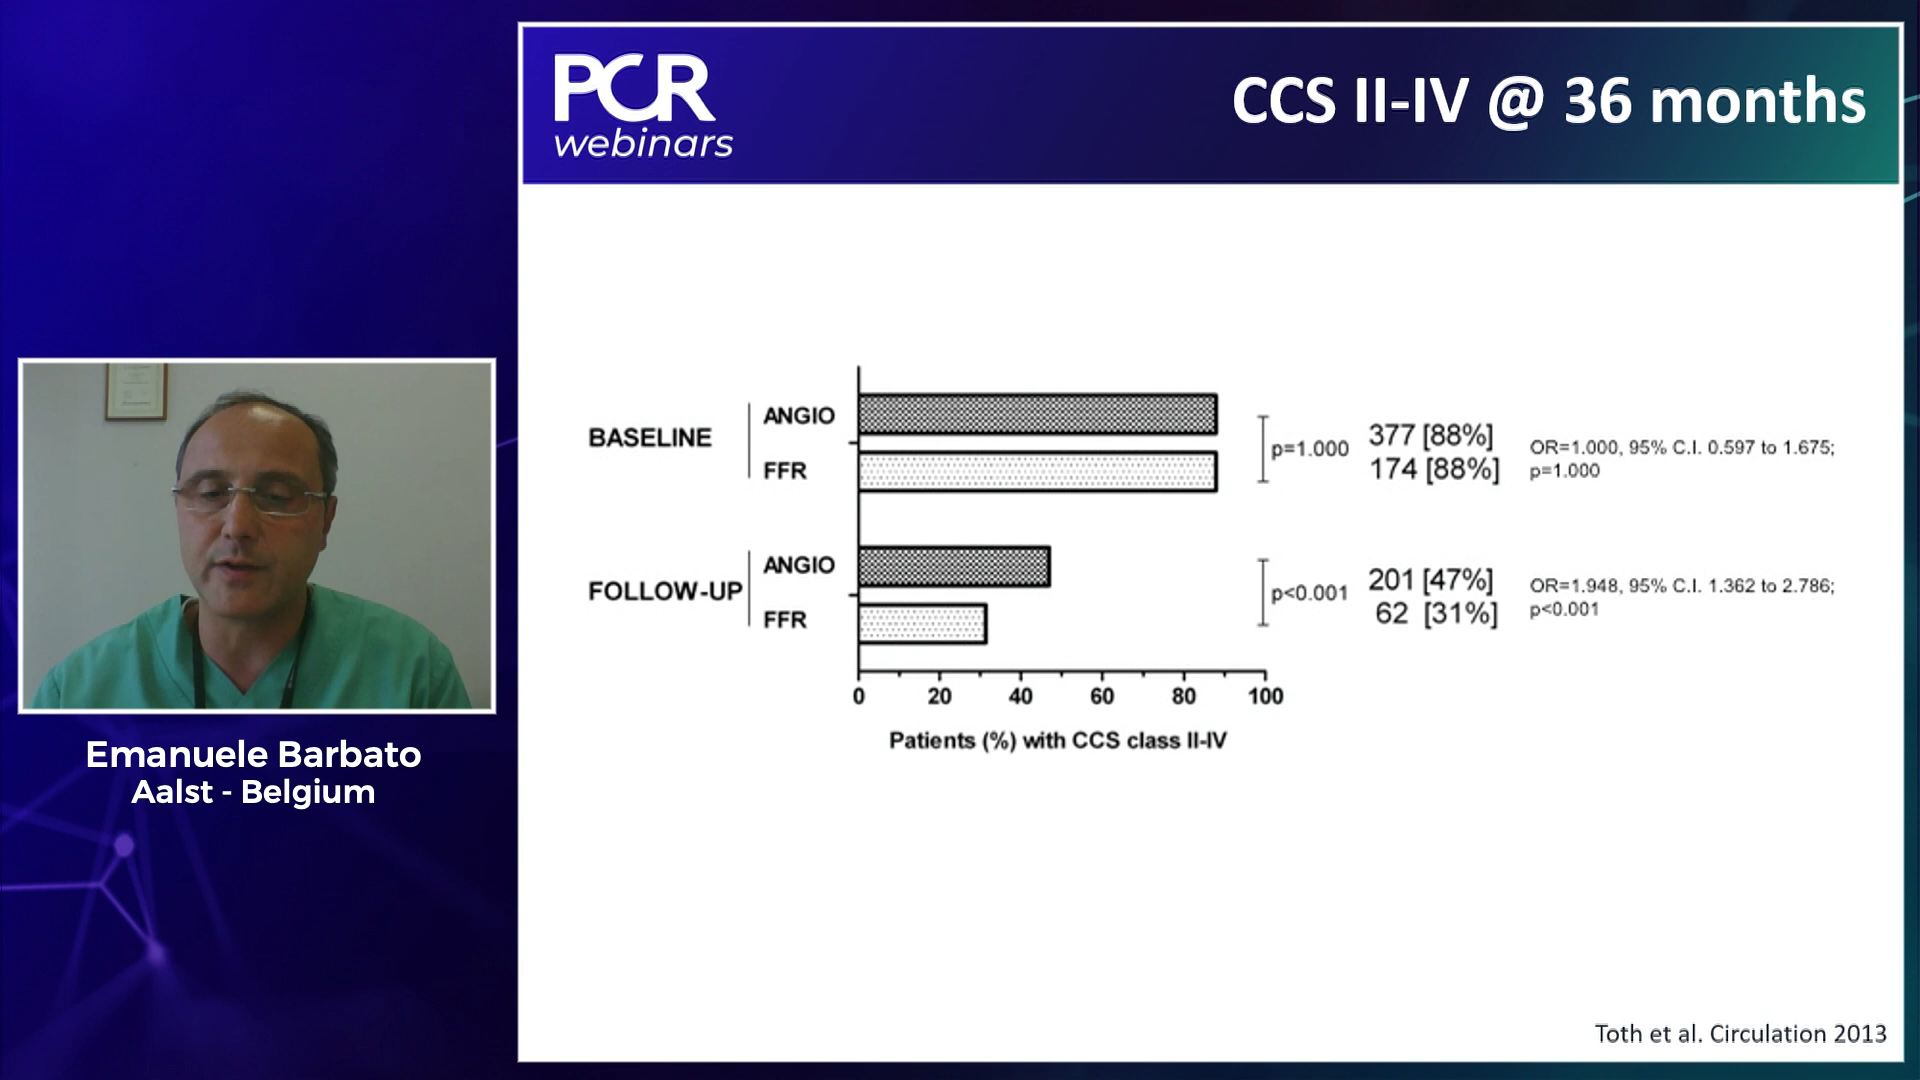 PCR
webinars
CCS II-IV @ 36 months
BASELINE
ANGIO
FFR
p=1.000
377 [88%]
174 [88%]
OR=1.000, 95% C.I. 0.597 to 1.675;
p=1.000
FOLLOW-UP
ANGIO
FFR
p<0.001
201 [47%]
62 [31%]
OR=1.948, 95% C.I. 1.362 to 2.786;
p<0.001
0 20 40 60 80 100
Patients (%) with CCS class II-IV
Emanuele Barbato
Aalst - Belgium
Toth et al. Circulation 2013